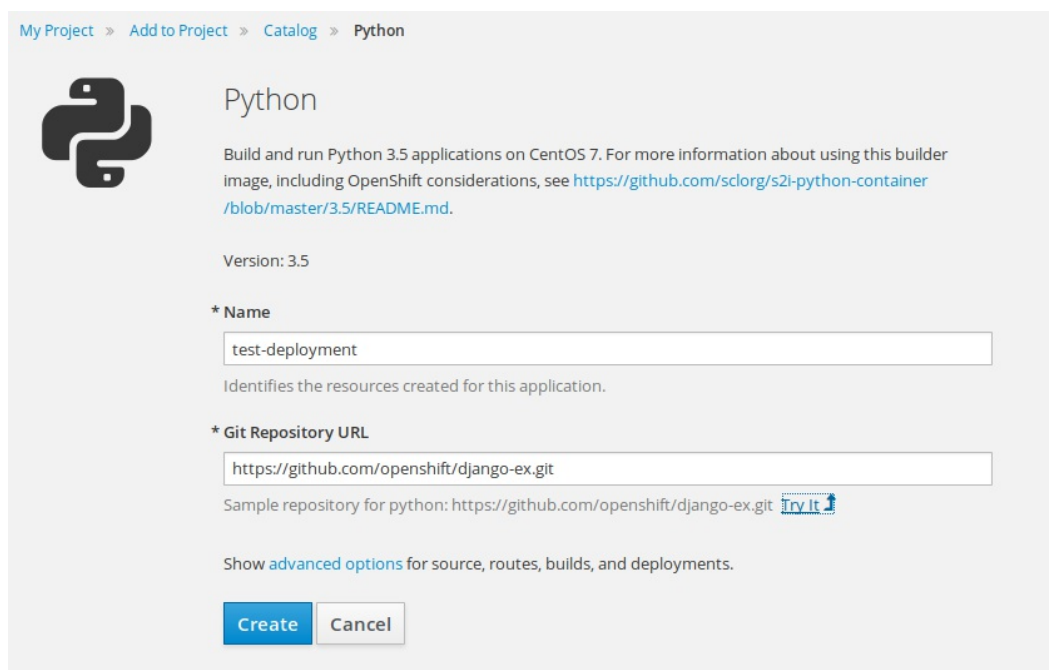 My Project » Add to Project » Catalog » Python
Python
Build and run Python 3.5 applications on CentOS 7. For more information about using this builder
image, including OpenShift considerations, see https://github.com/sclorg/s2i-python-container
/blob/master/3.5/README.md.
Version: 3.5
* Name
test-deployment
Identifies the resources created for this application.
* Git Repository URL
https://github.com/openshift/django-ex.git
Sample repository for python: https://github.com/openshift/django-ex.git Try It
Show advanced options for source, routes, builds, and deployments.
Create Cancel